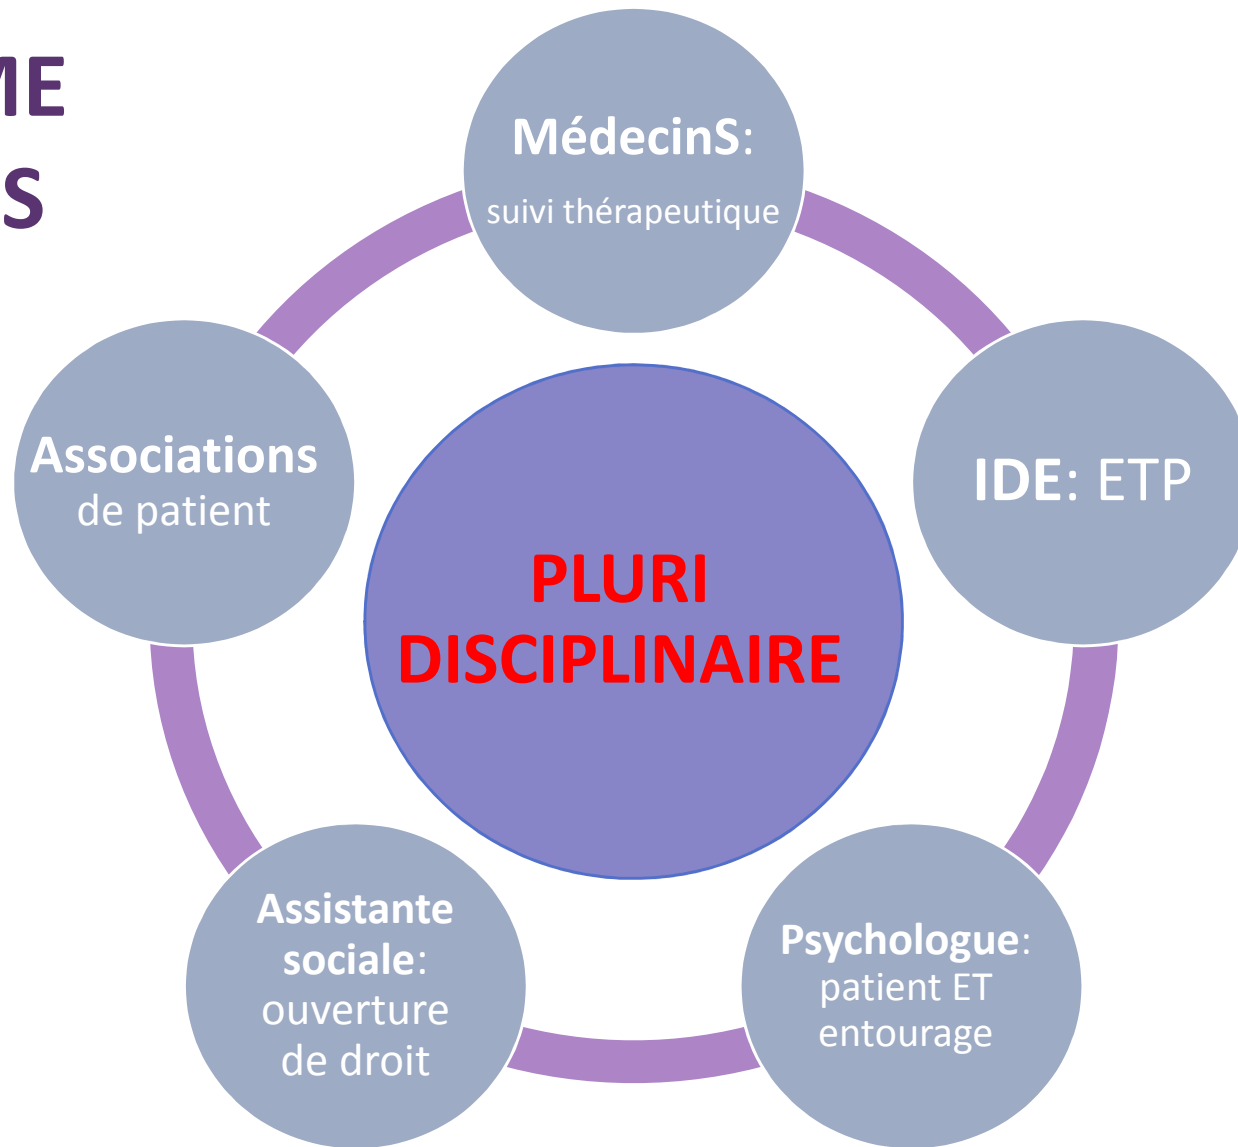 ME
S
MédecinS:
suivi thérapeutique
Associations
de patient
IDE: ETP
PLURI
DISCIPLINAIRE
Assistante
sociale:
ouverture
de droit
Psychologue:
patient ET
entourage